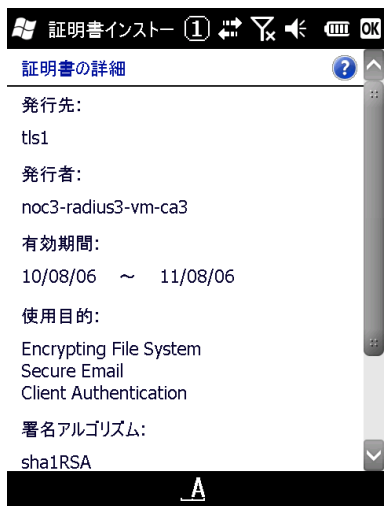 証明書インストー 1 OK
証明書の詳細 ?
発行先:
tls1
発行者:
noc3-radius3-vm-ca3
有効期間:
10/08/06 ～ 11/08/06
使用目的:
Encrypting File System
Secure Email
Client Authentication
署名アルゴリズム:
sha1RSA
A